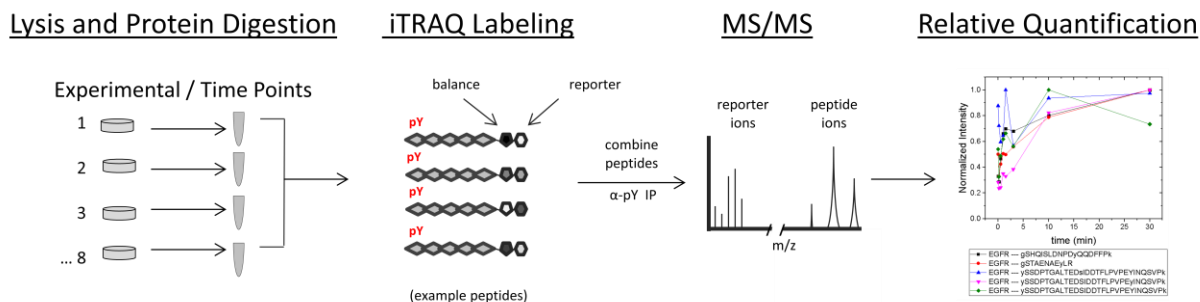 Lysis and Protein Digestion
iTRAQ Labeling
MS/MS
Relative Quantification
Experimental / Time Points
1
2
3
... 8
balance
reporter
pY
pY
pY
pY
(example peptides)
combine
peptides
α-pY IP
reporter
ions
peptide
ions
m/z
Normalized Intensity
1.0
0.8
0.6
0.4
0.2
0.0
0
10
20
30
time (min)
EGFR — gSHQISLDNPDyQQDFFPk
EGFR — gSTAENAEyLR
EGFR — ySSDPTGALTEDsIDDTFLPVPEYINQSVPk
EGFR — ySSDPTGALTEDSIDDTFLPVPEyINQSVPk
EGFR — ySSDPTGALTEDSIDDTFLPVPEYINQSVPk